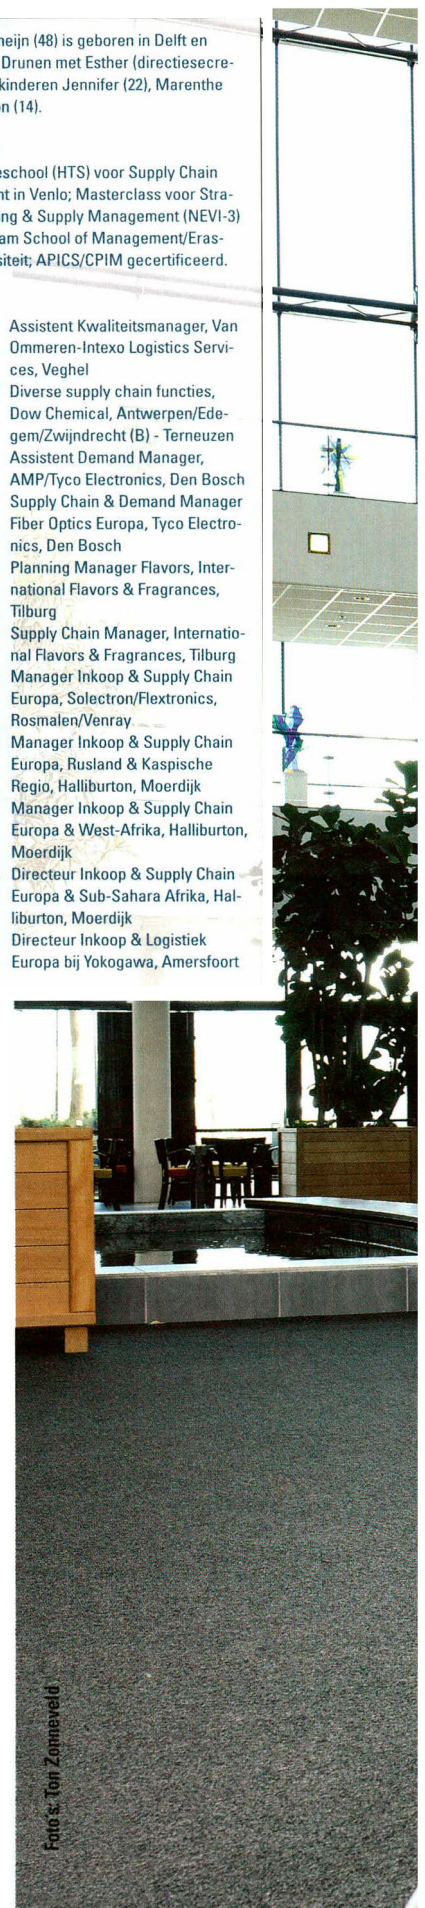 neijn (48) is geboren in Delft en
Drunen met Esther (directiesecre-
kinderen Jennifer (22), Marenthe
n (14).
eschool (HTS) voor Supply Chain
nt in Venlo; Masterclass voor Stra-
ing & Supply Management (NEVI-3)
am School of Management/Eras-
siteit; APICS/CPIM gecertificeerd.
Assistent Kwaliteitsmanager, Van
Ommeren-Intexo Logistics Servi-
ces, Veghel
Diverse supply chain functies,
Dow Chemical, Antwerpen/Ede-
gem/Zwijndrecht (B) - Terneuzen
Assistent Demand Manager,
AMP/Tyco Electronics, Den Bosch
Supply Chain & Demand Manager
Fiber Optics Europa, Tyco Electro-
nics, Den Bosch
Planning Manager Flavors, Inter-
national Flavors & Fragrances,
Tilburg
Supply Chain Manager, Internatio-
nal Flavors & Fragrances, Tilburg
Manager Inkoop & Supply Chain
Europa, Solectron/Flextronics,
Rosmalen/Venray
Manager Inkoop & Supply Chain
Europa, Rusland & Kaspische
Regio, Halliburton, Moerdijk
Manager Inkoop & Supply Chain
Europa & West-Afrika, Halliburton,
Moerdijk
Directeur Inkoop & Supply Chain
Europa & Sub-Sahara Afrika, Hal-
liburton, Moerdijk
Directeur Inkoop & Logistiek
Europa bij Yokogawa, Amersfoort
Foto's: Ton Zonneveld